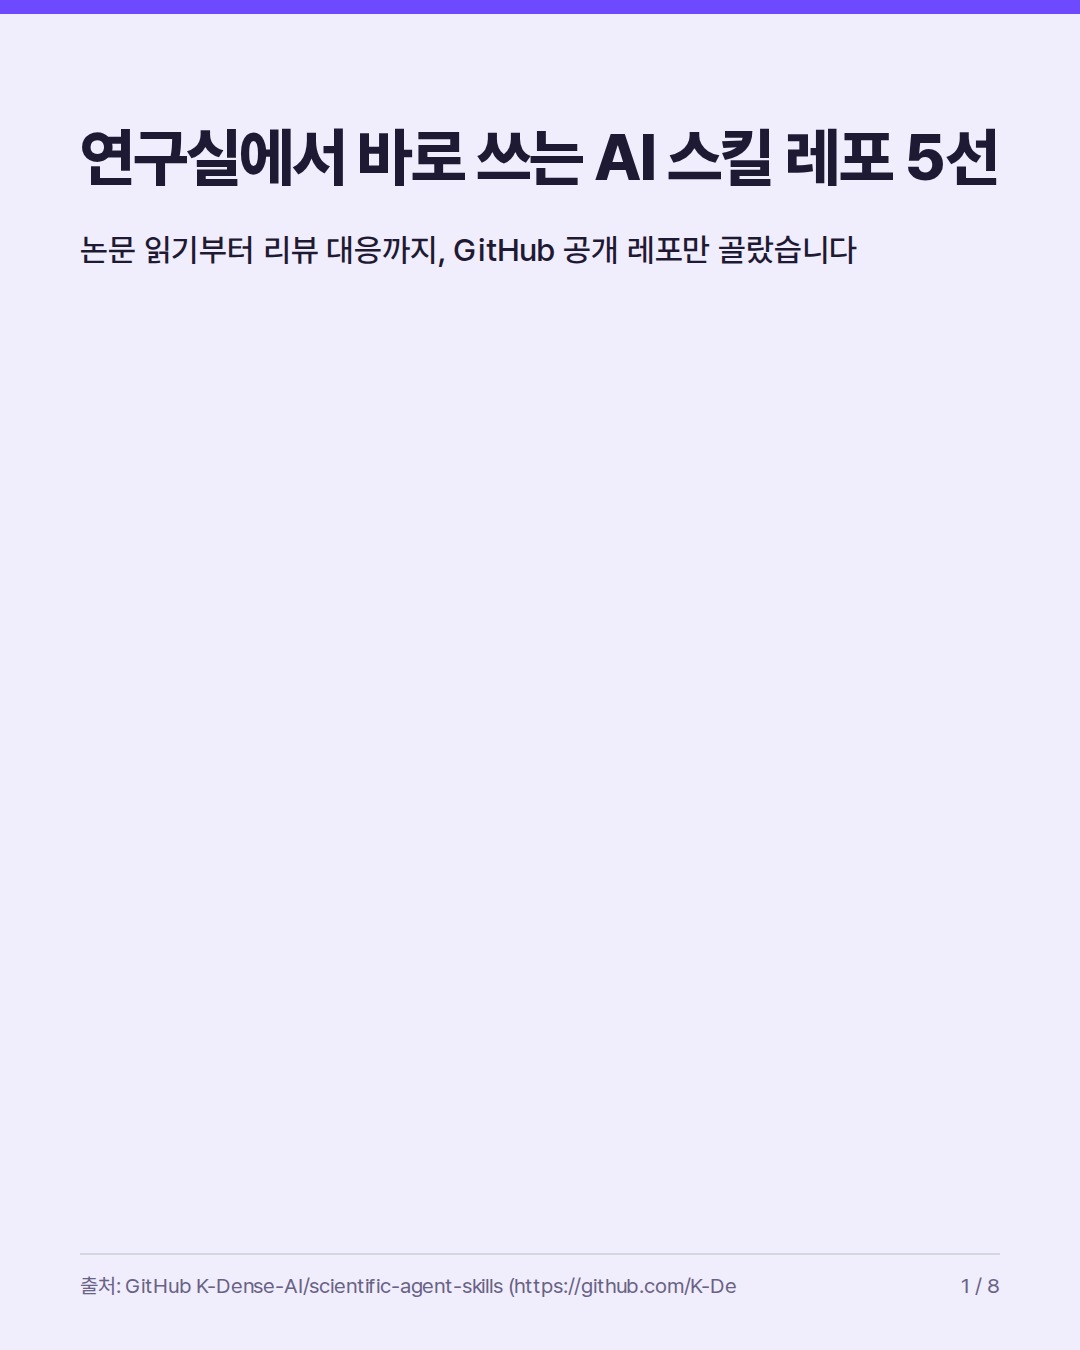 연구실에서 바로 쓰는 AI 스킬 레포 5선
논문 읽기부터 리뷰 대응까지, GitHub 공개 레포만 골랐습니다
출처: GitHub K-Dense-AI/scientific-agent-skills (https://github.com/K-De
1 / 8